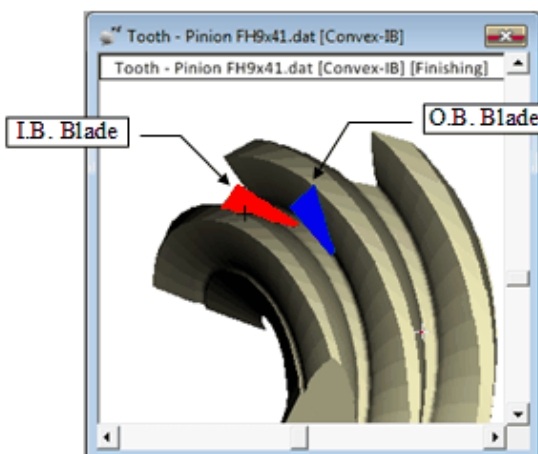 Tooth - Pinion FH9x41.dat [Convex-IB]
Tooth - Pinion FH9x41.dat [Convex-IB] [Finishing]
I.B. Blade
O.B. Blade